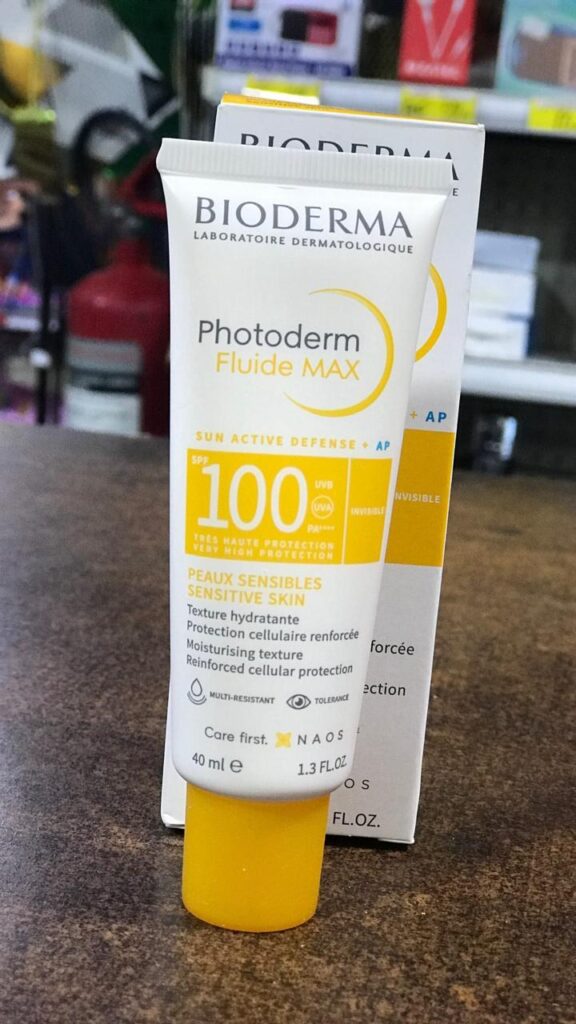 BIODERMA
BIODERMA
LABORATOIRE DERMATOLOGIQUE
Photoderm
Fluide MAX
SUN ACTIVE DEFENSE + AP
+ AP
SPF
100
UVB
UVA
PA++++
INVISIBLE
NVISIBLE
TRÈS HAUTE PROTECTION
VERY HIGH PROTECTION
PEAUX SENSIBLES
SENSITIVE SKIN
Texture hydratante
Protection cellulaire renforcée
forcée
Moisturising texture
Reinforced cellular protection
ection
MULTI-RESISTANT
TOLERANCE
Care first. NAOS
OS
40 ml ℮ 1.3 FL.OZ.
FL.OZ.